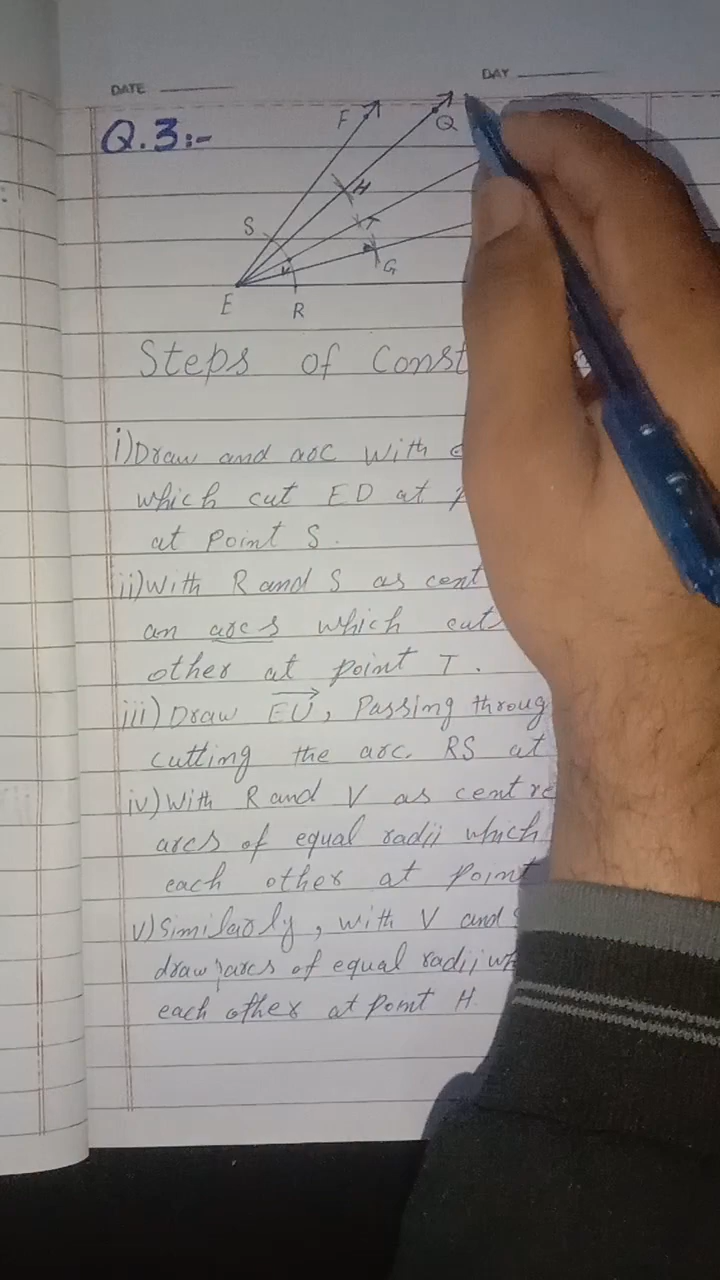 DATE
DAY
Q.3:-
F
Q
H
S
T
V
G
E
R
Steps of Const
i) Draw and arc with
which cut ED at
at point S.
ii) With R and S as cent
an arcs which cut
other at point T.
iii) Draw EU, Passing throug
cutting the arc. RS at
iv) With R and V as centre
arcs of equal radii which
each other at point
v) Similarly, with V and
draw arcs of equal radii
each other at point H.